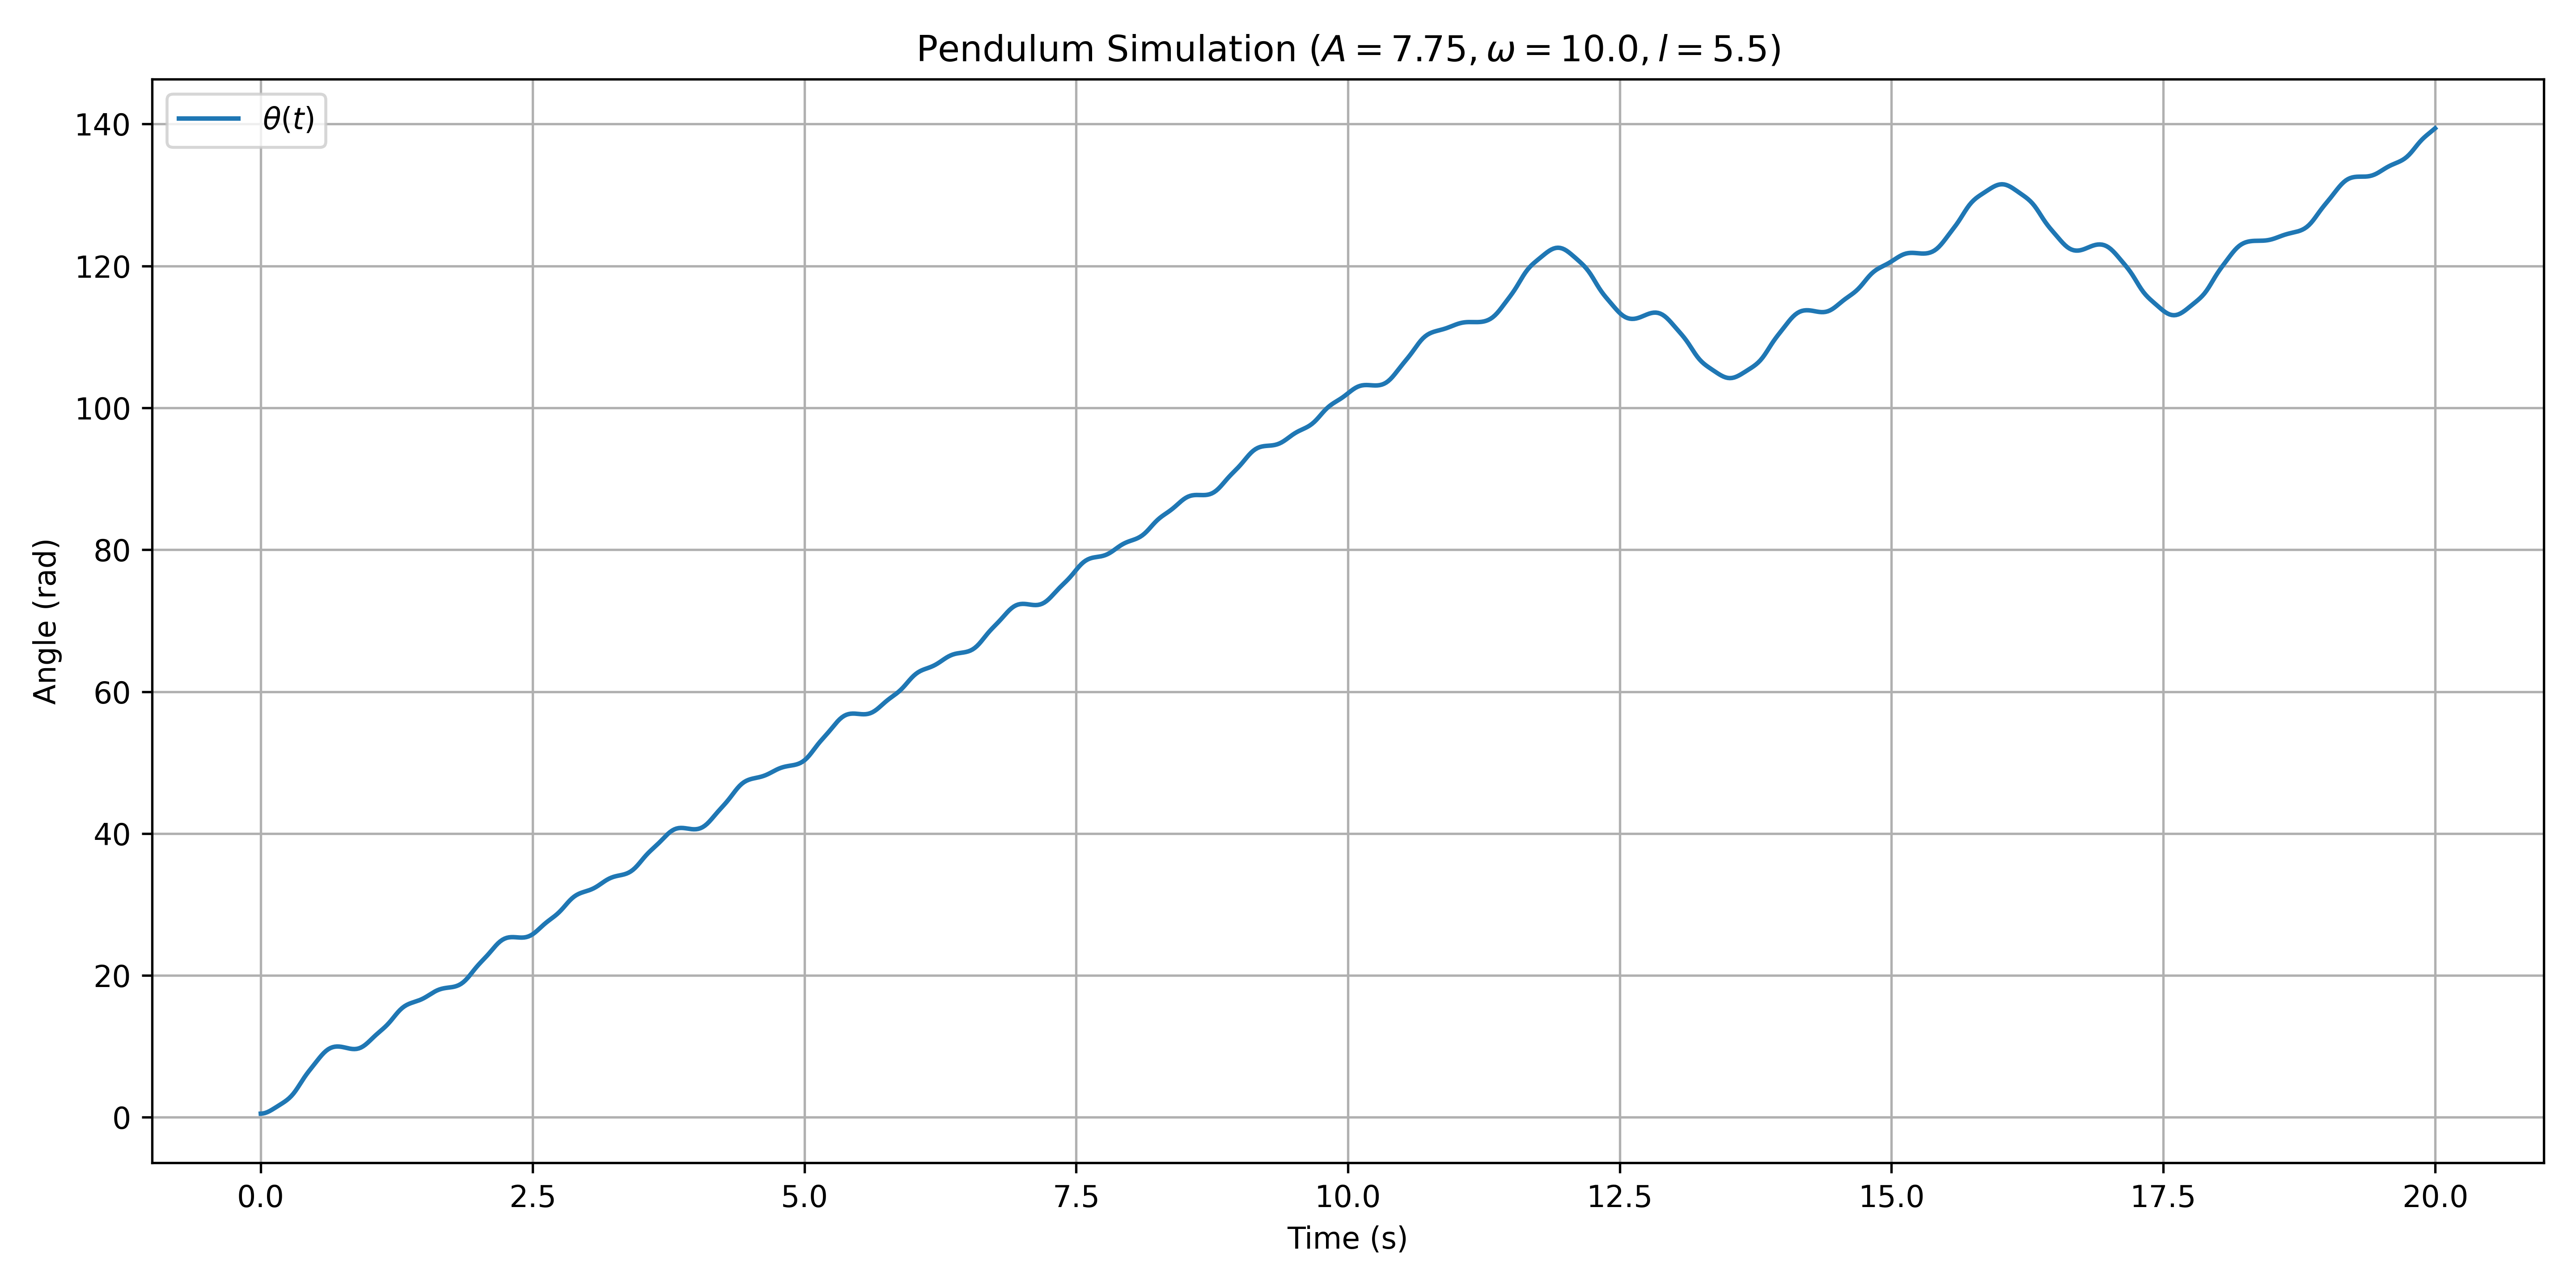 Pendulum Simulation (A = 7.75, ω = 10.0, l = 5.5)
θ(t)
140
120
100
80
60
40
20
0
Angle (rad)
0.0 2.5 5.0 7.5 10.0 12.5 15.0 17.5 20.0
Time (s)